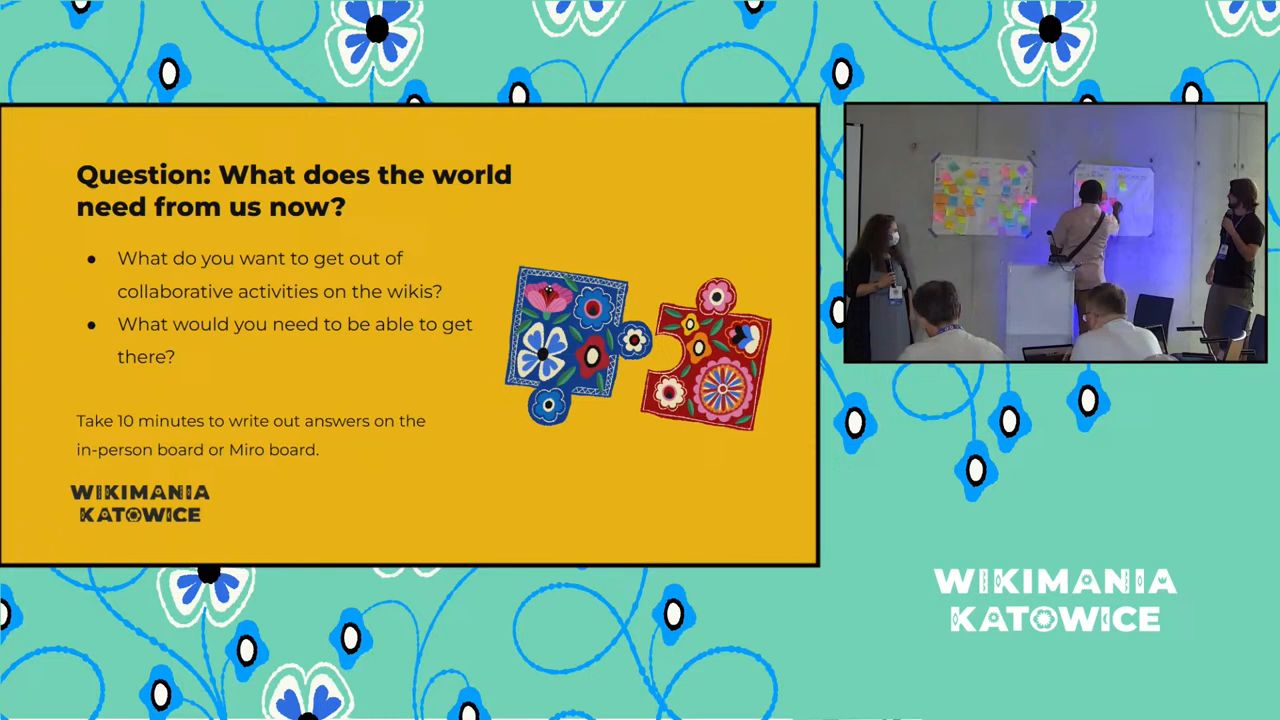 Question: What does the world
need from us now?
● What do you want to get out of
collaborative activities on the wikis?
● What would you need to be able to get
there?
Take 10 minutes to write out answers on the
in-person board or Miro board.
WIKIMANIA
KATOWICE
WIKIMANIA
KATOWICE